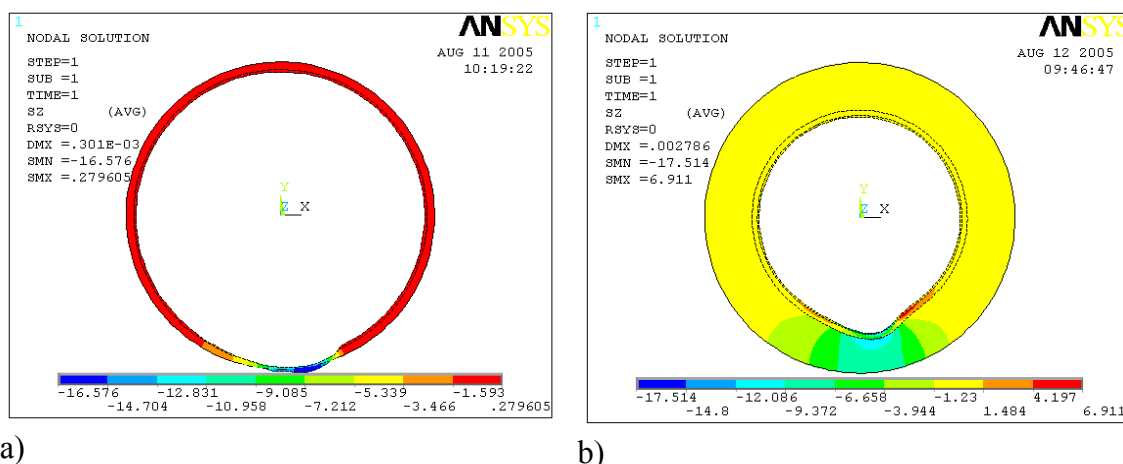 1
ANSYS
NODAL SOLUTION
AUG 11 2005
10:19:22
STEP=1
SUB =1
TIME=1
SZ (AVG)
RSYS=0
DMX =.301E-03
SMN =-16.576
SMX =.279605
Y
Z X
-16.576 -12.831 -9.085 -5.339 -1.593
-14.704 -10.958 -7.212 -3.466 .279605
a)
1
ANSYS
NODAL SOLUTION
AUG 12 2005
09:46:47
STEP=1
SUB =1
TIME=1
SZ (AVG)
RSYS=0
DMX =.002786
SMN =-17.514
SMX =6.911
Y
Z X
-17.514 -12.086 -6.658 -1.23 4.197
-14.8 -9.372 -3.944 1.484 6.911
b)